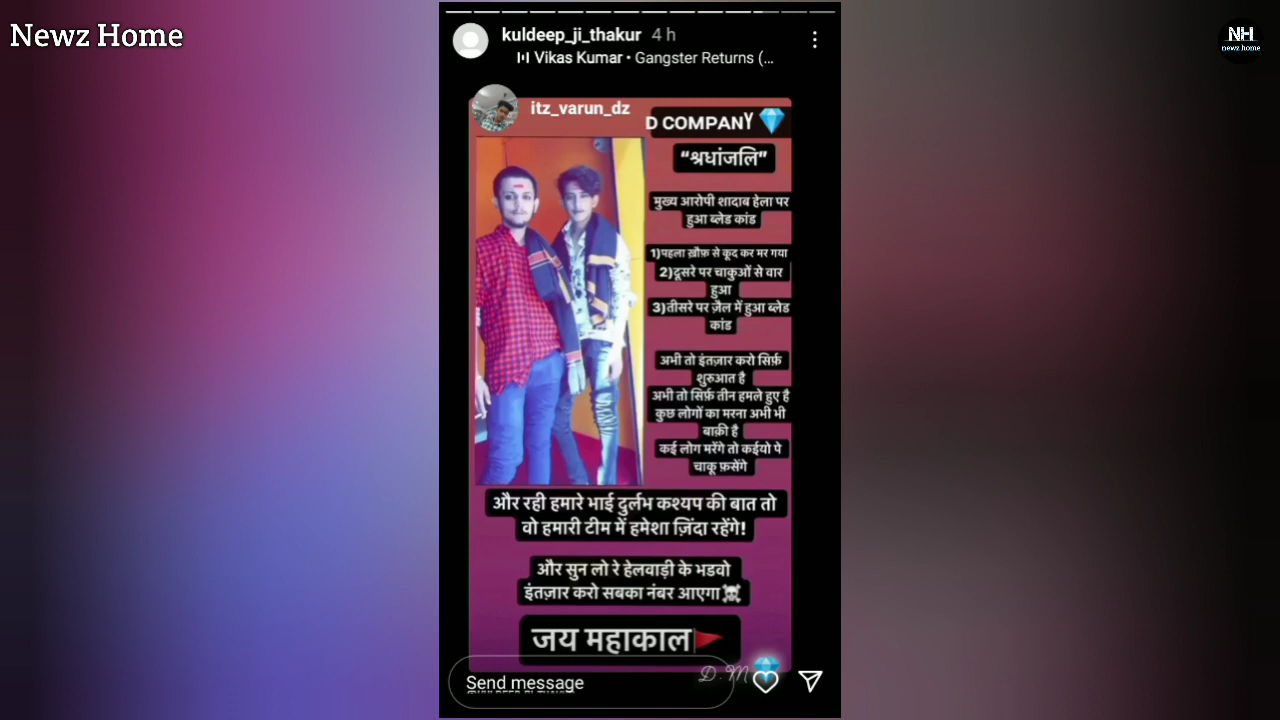 Newz Home
NH
newz home
kuldeep_ji_thakur 4 h
Vikas Kumar • Gangster Returns (...
itz_varun_dz
D COMPANY
“श्रधांजलि”
मुख्य आरोपी शादाब हेला पर
हुआ ब्लेड कांड
1)पहला ख़ौफ़ से कूद कर मर गया
2)दूसरे पर चाकुओं से वार
हुआ
3)तीसरे पर ज़ैल में हुआ ब्लेड
कांड
अभी तो इंतज़ार करो सिर्फ़
शुरुआत है
अभी तो सिर्फ़ तीन हमले हुए है
कुछ लोगों का मरना अभी भी
बाक़ी है
कई लोग मरेंगे तो कईयो पे
चाकू फ़सेंगे
और रही हमारे भाई दुर्लभ कश्यप की बात तो
वो हमारी टीम में हमेशा ज़िंदा रहेंगे!
और सुन लो रे हेलवाड़ी के भडवो
इंतज़ार करो सबका नंबर आएगा☠️
जय महाकाल🚩
D.M
Send message